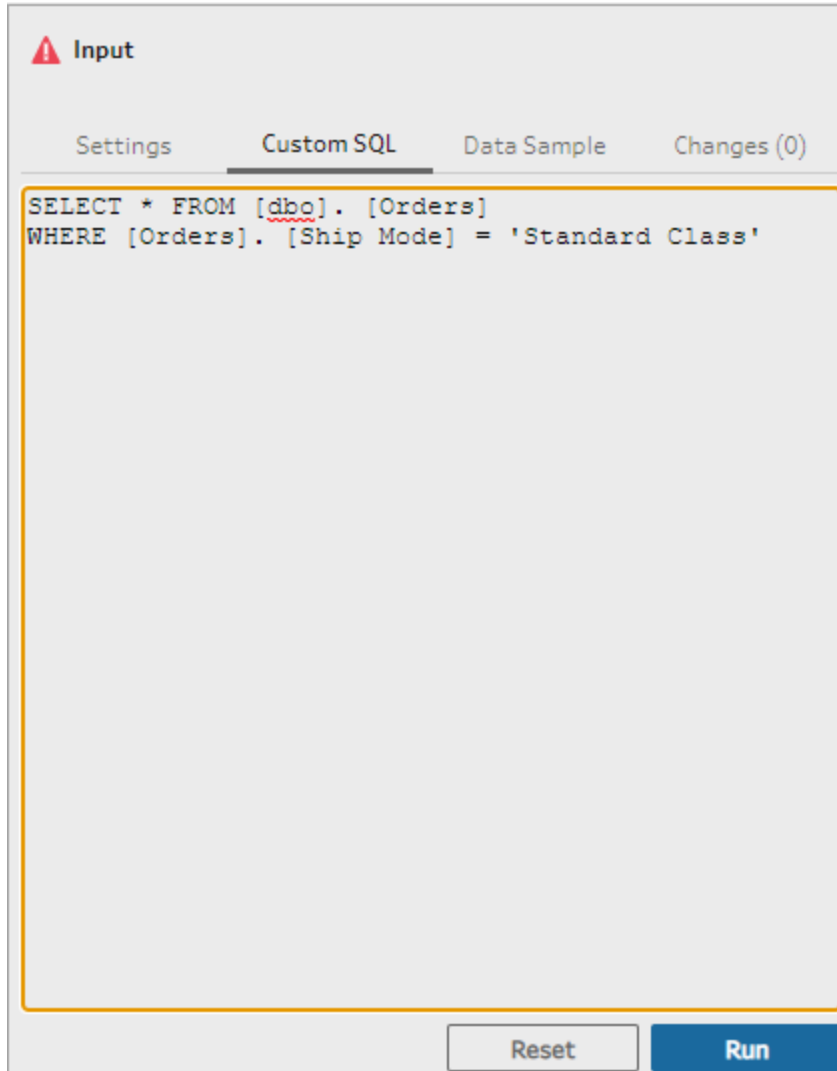 Input
Settings Custom SQL Data Sample Changes (0)
SELECT * FROM [dbo]. [Orders]
WHERE [Orders]. [Ship Mode] = 'Standard Class'
Reset Run